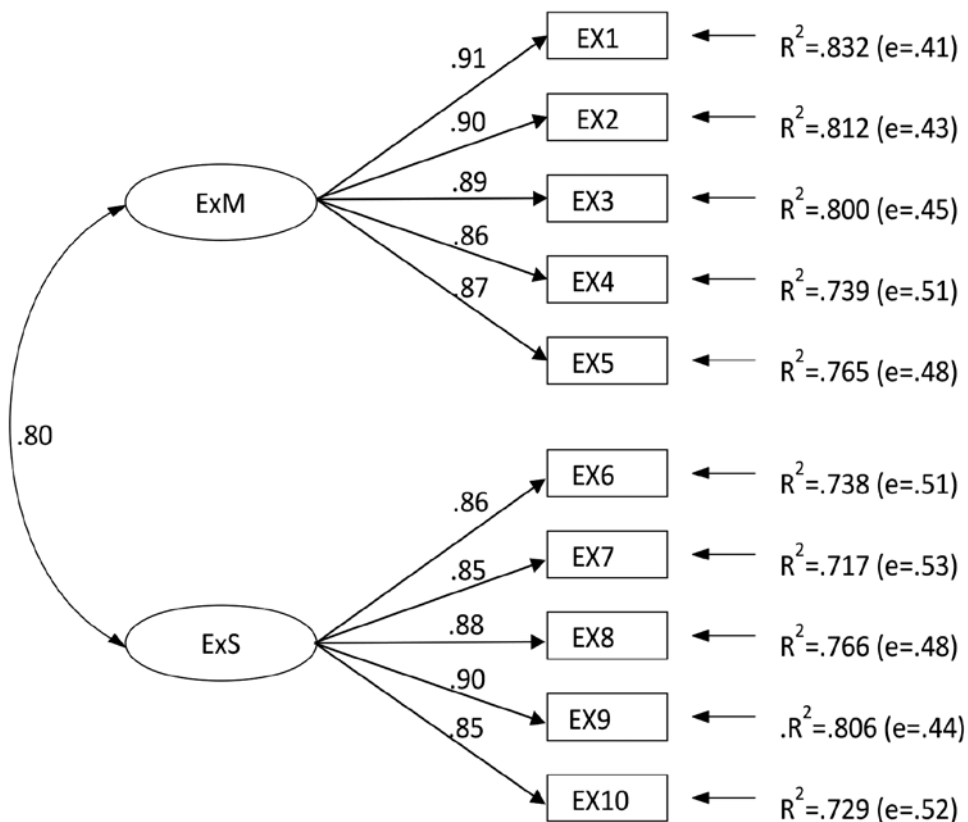 .91 EX1 R²=.832 (e=.41)
.90 EX2 R²=.812 (e=.43)
ExM .89 EX3 R²=.800 (e=.45)
.86 EX4 R²=.739 (e=.51)
.87 EX5 R²=.765 (e=.48)
.80
.86 EX6 R²=.738 (e=.51)
.85 EX7 R²=.717 (e=.53)
ExS .88 EX8 R²=.766 (e=.48)
.90 EX9 .R²=.806 (e=.44)
.85 EX10 R²=.729 (e=.52)